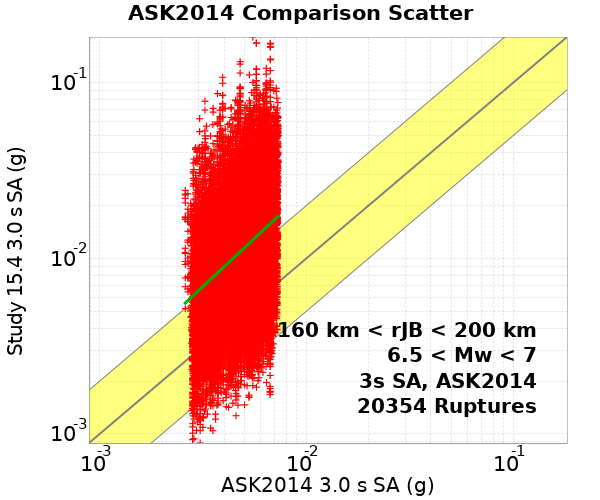 ASK2014 Comparison Scatter
Study 15.4 3.0 s SA (g)
10-1
10-2
10-3
160 km < rJB < 200 km
6.5 < Mw < 7
3s SA, ASK2014
20354 Ruptures
10-3 10-2 10-1
ASK2014 3.0 s SA (g)